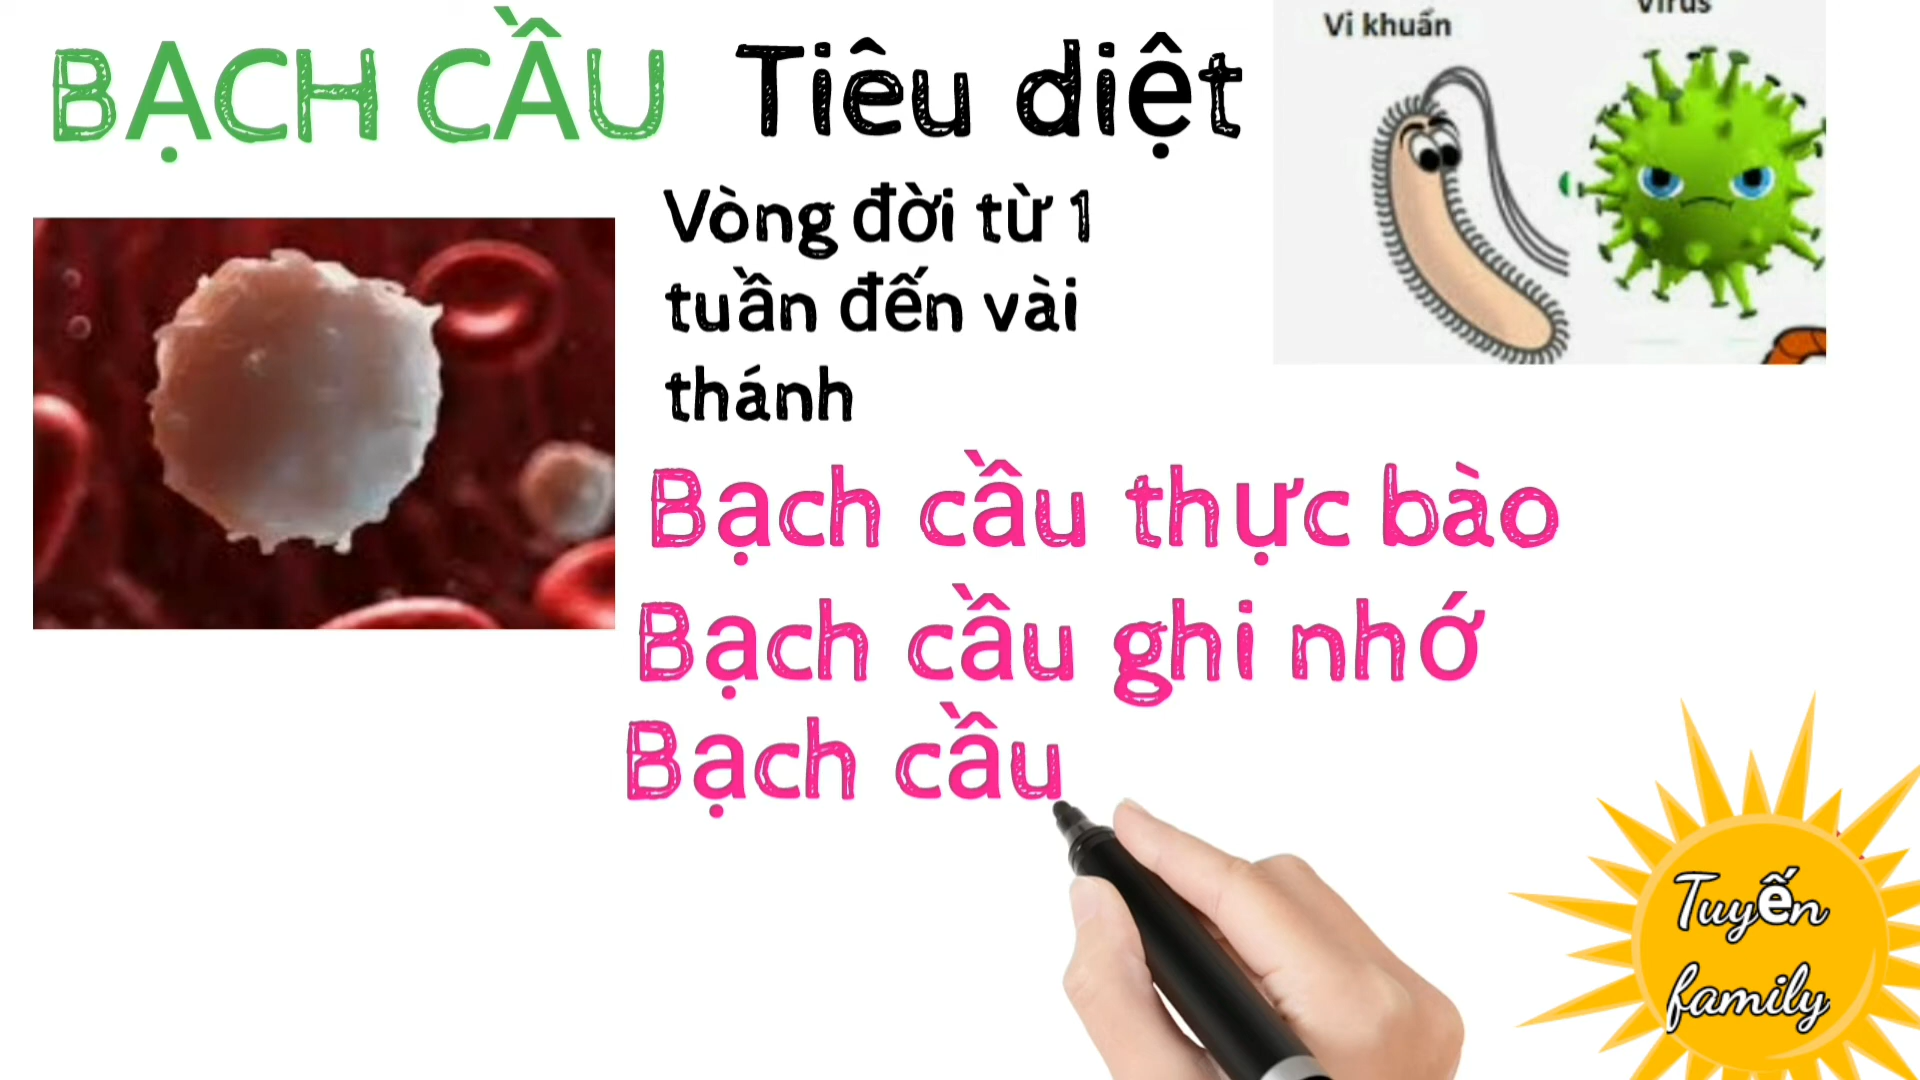 BẠCH CẦU Tiêu diệt
Vi khuẩn
Virus
Vòng đời từ 1
tuần đến vài
thánh
Bạch cầu thực bào
Bạch cầu ghi nhớ
Bạch cầu
Tuyến
family